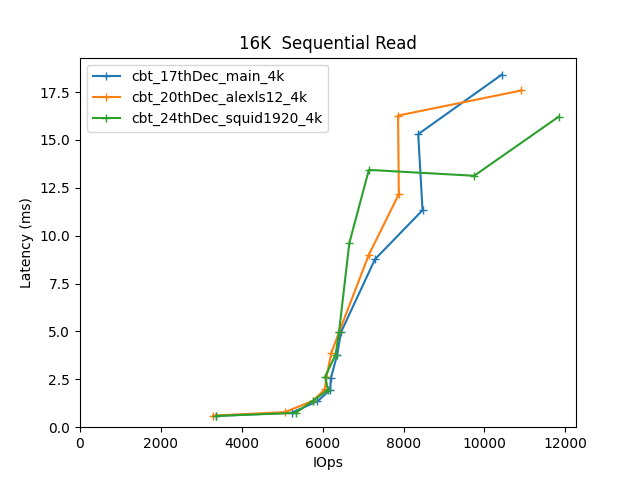 16K  Sequential Read
cbt_17thDec_main_4k
cbt_20thDec_alexls12_4k
cbt_24thDec_squid1920_4k
Latency (ms)
17.5
15.0
12.5
10.0
7.5
5.0
2.5
0.0
0 2000 4000 6000 8000 10000 12000
IOps